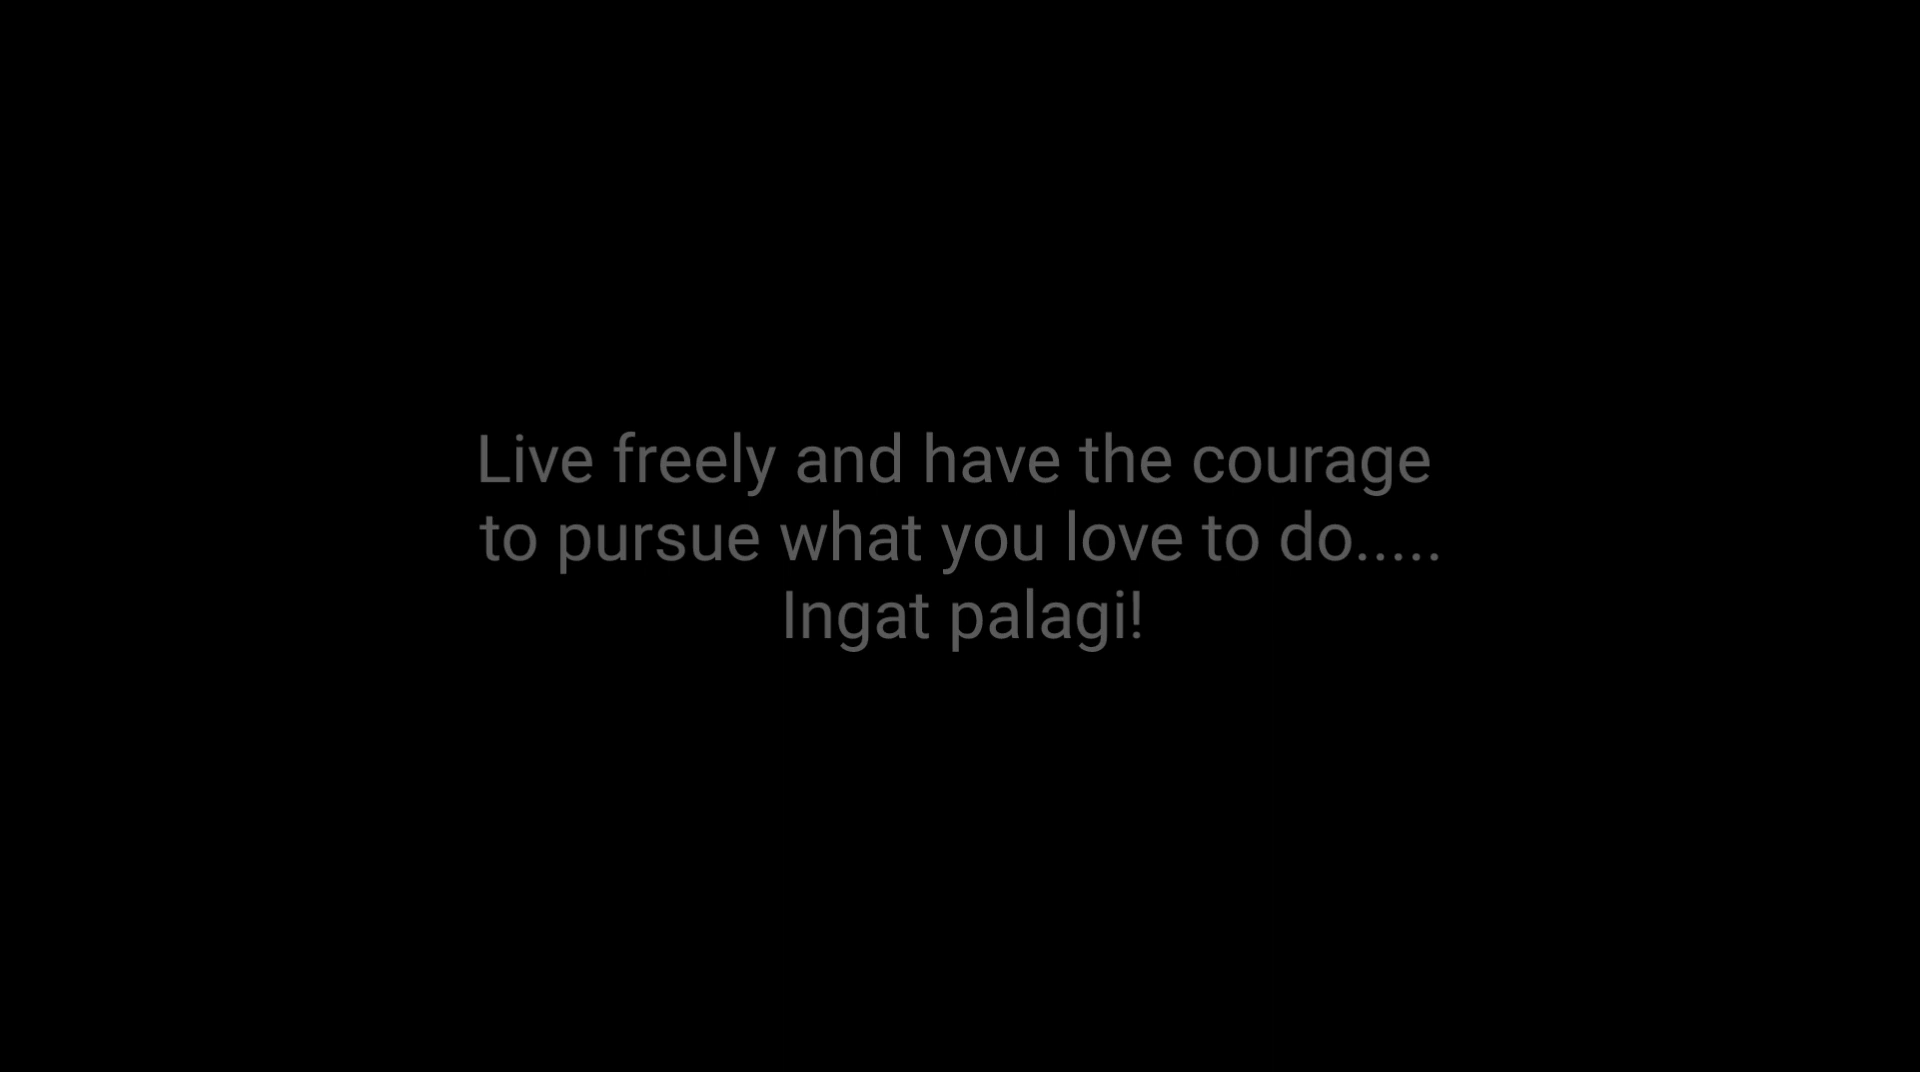 Live freely and have the courage
to pursue what you love to do.....
Ingat palagi!